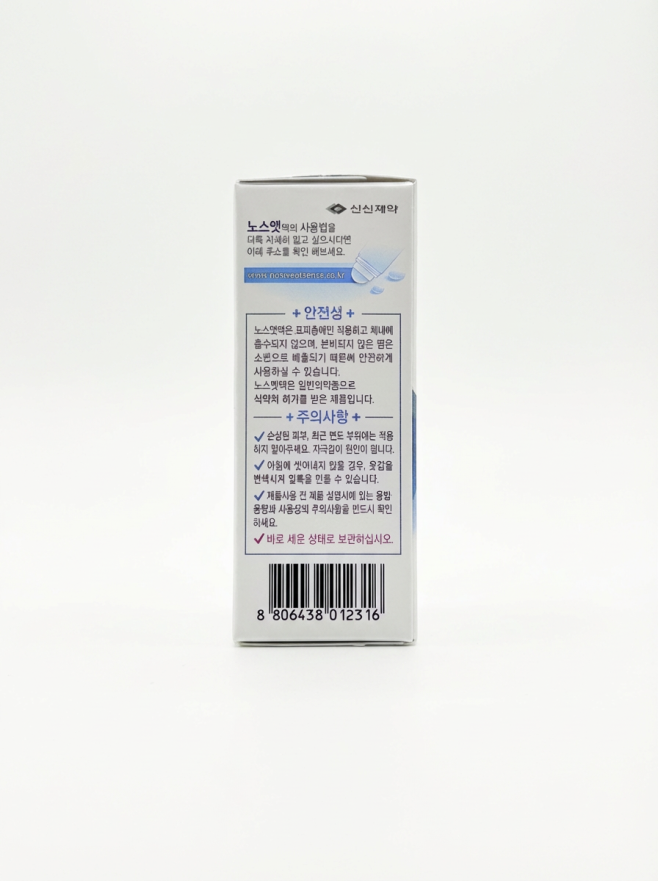 신신제약
노스앳액의 사용법을
더욱 자세히 알고 싶으시다면
아래 주소를 확인 해보세요.
안전성
노스앳액은 표피층에만 작용하고 체내에
흡수되지 않으며, 분비되지 않은 땀은
소변으로 배출되기 때문에 안전하게
사용하실 수 있습니다.
노스엣액은 일반의약품으로
식약처 허가를 받은 제품입니다.
주의사항
손상된 피부, 최근 면도 부위에는 적용
하지 말아주세요. 자극감이 원인이 됩니다.
아침에 씻어내지 않을 경우, 옷감을
변색시켜 얼룩을 만들 수 있습니다.
제품사용 전 제품 설명서에 있는 용법·
용량과 사용상의 주의사항을 반드시 확인
하세요.
바로 세운 상태로 보관하십시오.
8 806438 012316